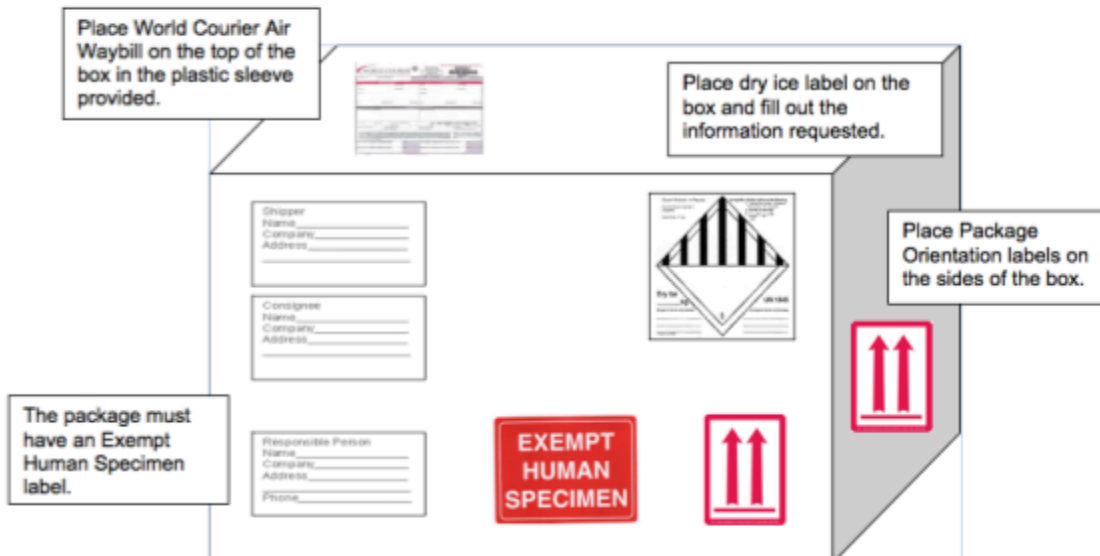 Place World Courier Air
Waybill on the top of the
box in the plastic sleeve
provided.
Place dry ice label on the
box and fill out the
information requested.
Shipper
Name
Company
Address
Place Package
Orientation labels on
the sides of the box.
Consignee
Name
Company
Address
Dry Ice
kg
UN 1845
The package must
have an Exempt
Human Specimen
label.
Responsible Person
Name
Company
Address
Phone
EXEMPT
HUMAN
SPECIMEN